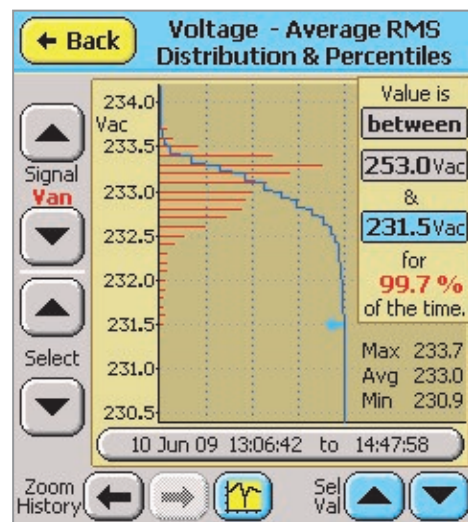 Back
Voltage - Average RMS
Distribution & Percentiles
234.0
Vac
233.5
233.0
232.5
232.0
231.5
231.0
230.5
Signal
Van
Select
Value is
between
253.0Vac
&
231.5Vac
for
99.7 %
of the time.
Max 233.7
Avg 233.0
Min 230.9
10 Jun 09 13:06:42 to 14:47:58
Zoom
History
Sel
Val